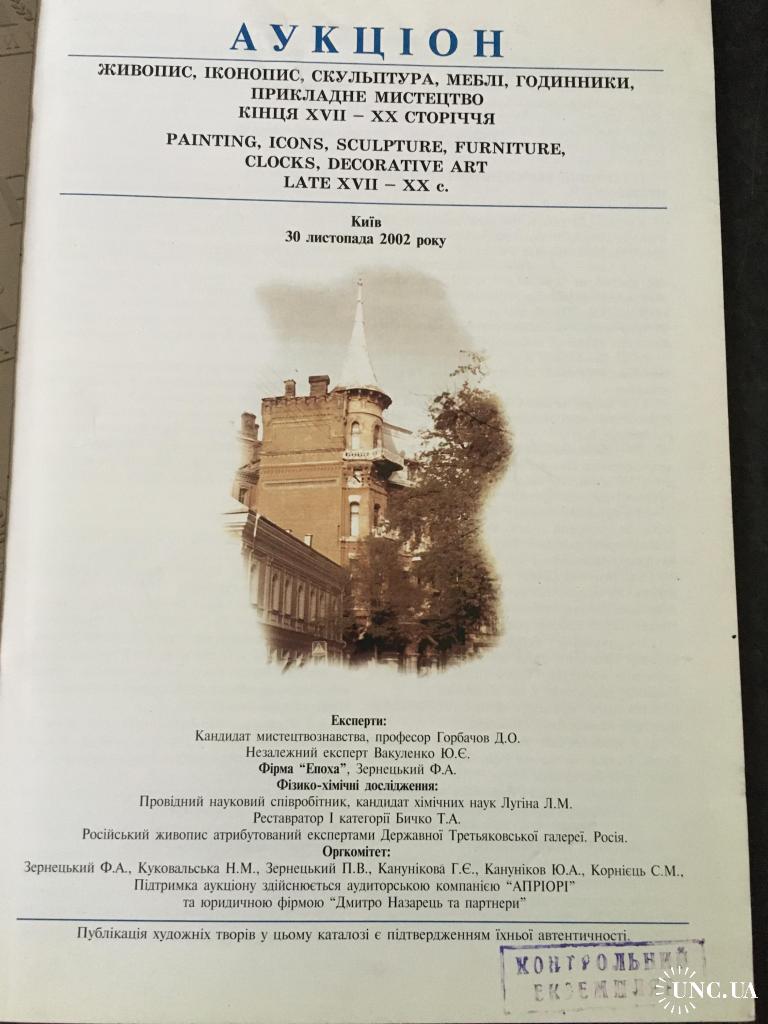 АУКЦІОН
ЖИВОПИС, ІКОНОПИС, СКУЛЬПТУРА, МЕБЛІ, ГОДИННИКИ,
ПРИКЛАДНЕ МИСТЕЦТВО
КІНЦЯ XVII – XX СТОРІЧЧЯ
PAINTING, ICONS, SCULPTURE, FURNITURE,
CLOCKS, DECORATIVE ART
LATE XVII – XX c.
Київ
30 листопада 2002 року
Експерти:
Кандидат мистецтвознавства, професор Горбачов Д.О.
Незалежний експерт Вакуленко Ю.Є.
Фірма “Епоха”, Зернецький Ф.А.
Фізико-хімічні дослідження:
Провідний науковий співробітник, кандидат хімічних наук Лугіна Л.М.
Реставратор І категорії Бичко Т.А.
Російський живопис атрибутований експертами Державної Третьяковської галереї. Росія.
Оргкомітет:
Зернецький Ф.А., Куковальська Н.М., Зернецький П.В., Канунікова Г.Є., Кануніков Ю.А., Корнієць С.М.,
Підтримка аукціону здійснюється аудиторською компанією “АПРІОРІ”
та юридичною фірмою “Дмитро Назарець та партнери”
Публікація художніх творів у цьому каталозі є підтвердженням їхньої автентичності.
КОНТРОЛЬНИЙ
UNC.UA